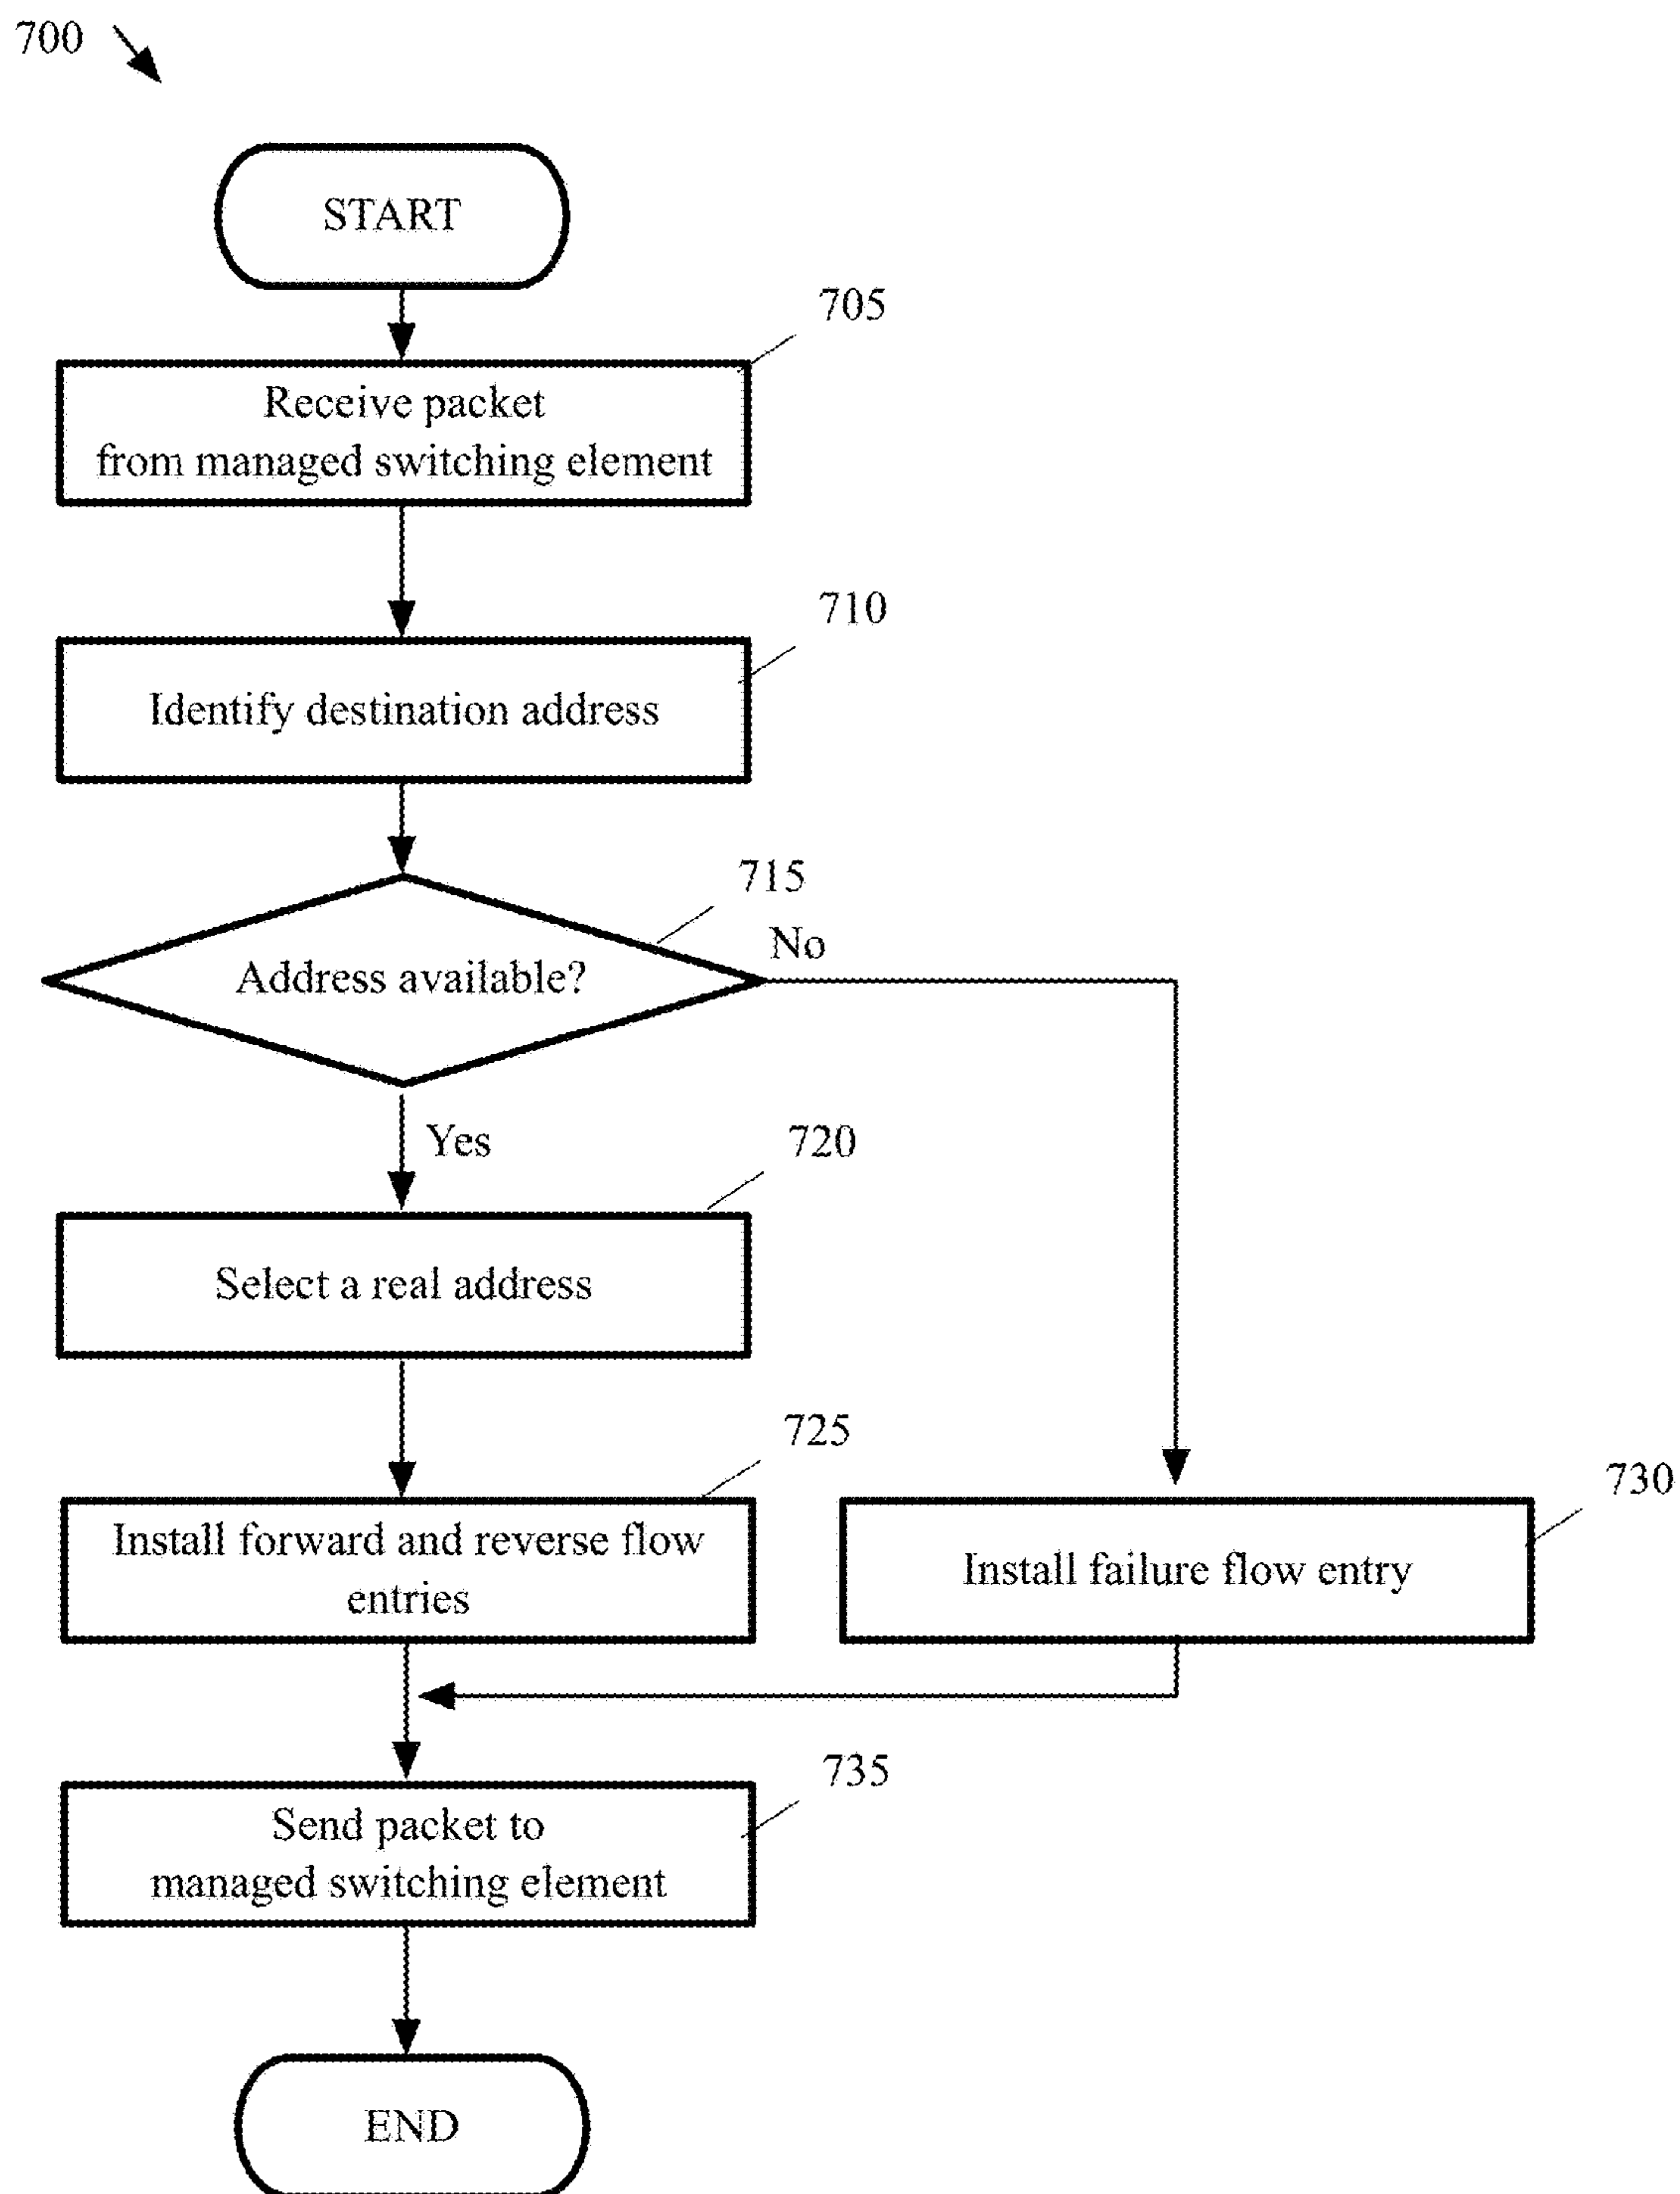 700
START
705
Receive packet
from managed switching element
710
Identify destination address
715
Address available?
No
Yes
720
Select a real address
725
Install forward and reverse flow
entries
730
Install failure flow entry
735
Send packet to
managed switching element
END